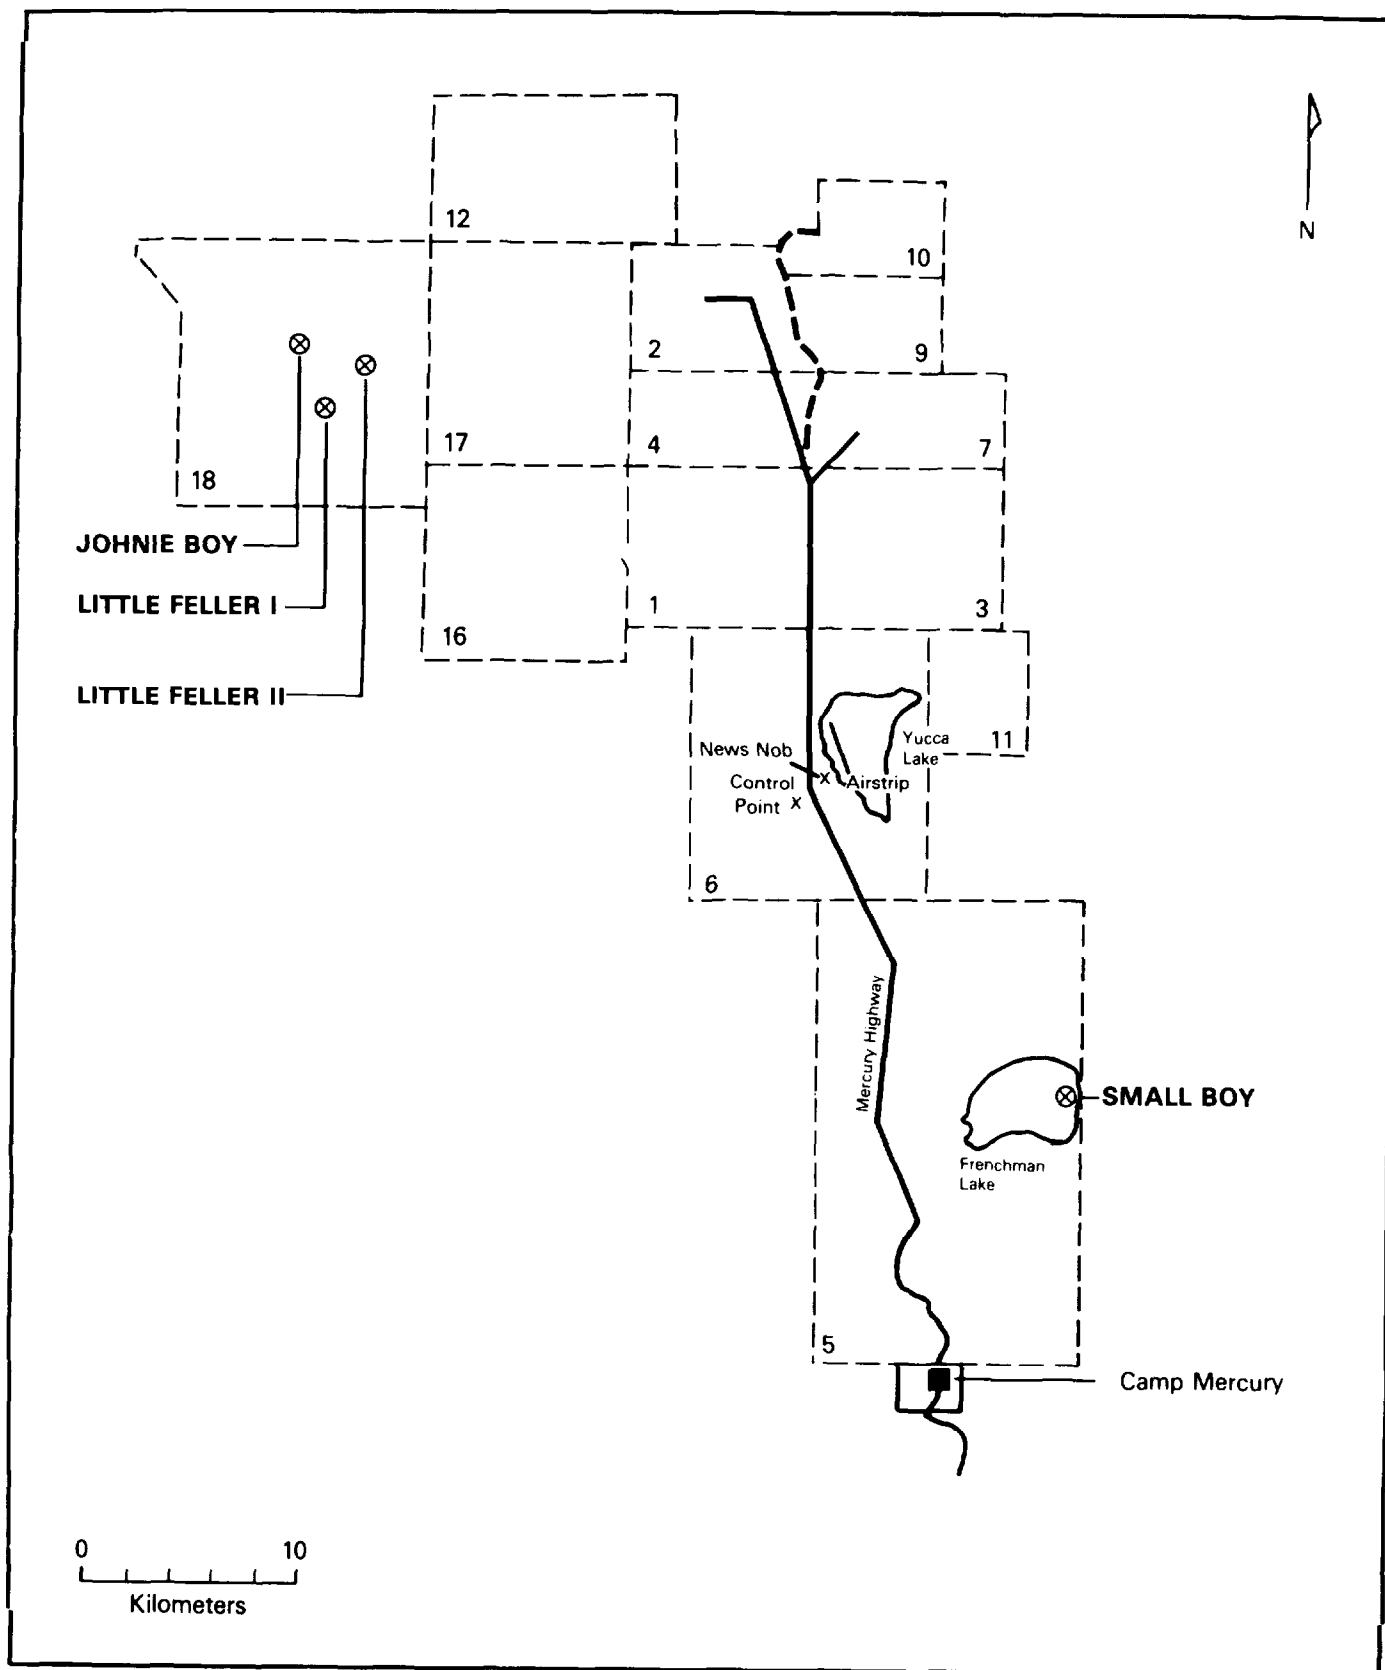 N
12
10
2
9
17
4
7
18
JOHNIE BOY
LITTLE FELLER I
1
3
16
LITTLE FELLER II
News Nob
Yucca
Lake
11
Control
Point
X
X
Airstrip
6
Mercury Highway
SMALL BOY
Frenchman
Lake
5
Camp Mercury
0 10
Kilometers